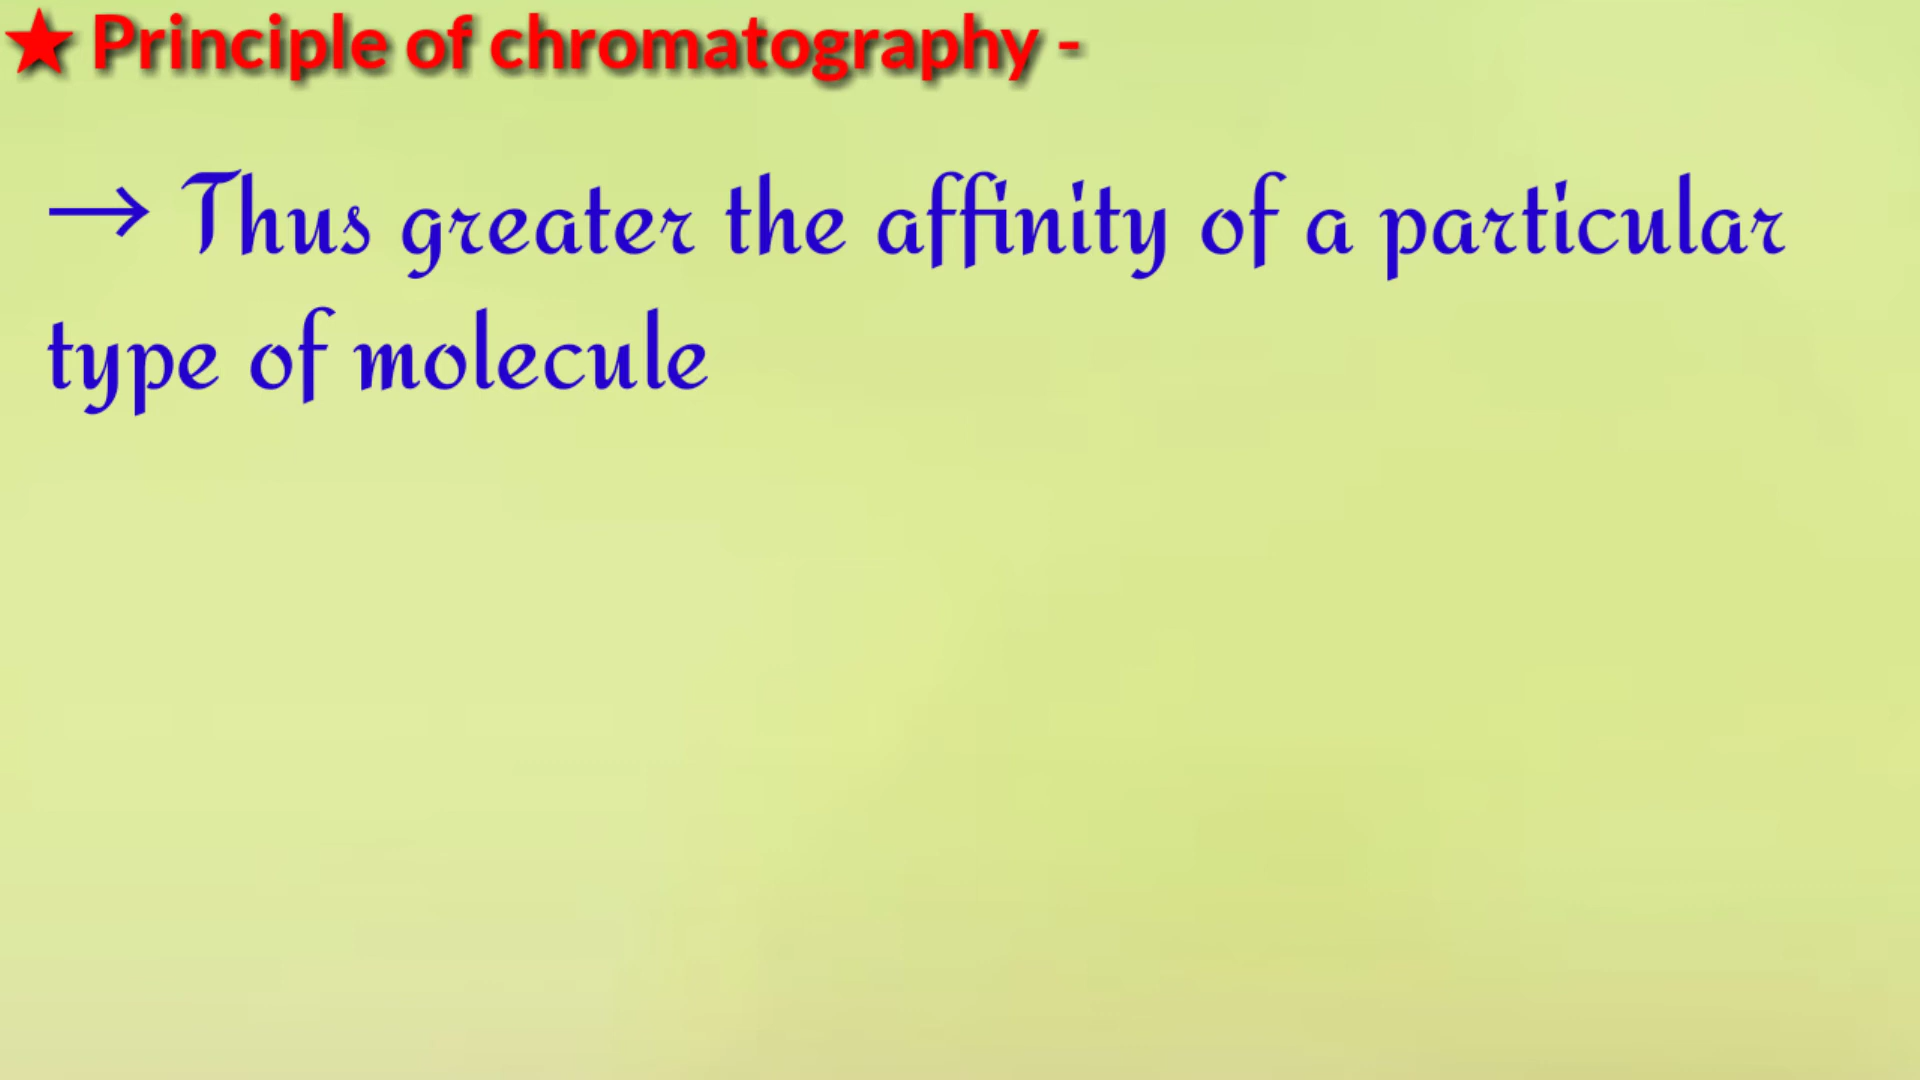 ★ Principle of chromatography -
→ Thus greater the affinity of a particular
type of molecule